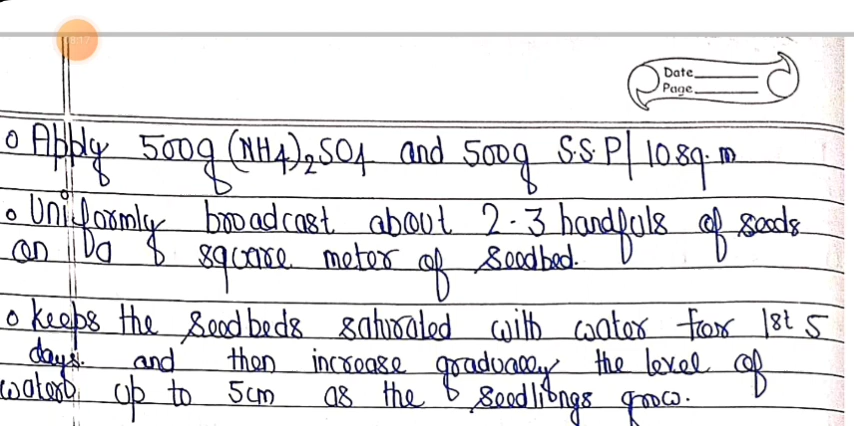 18:17
Date
Page
o Apply 500g (NH4)2SO4 and 500g S.S.P/10sq.m
o Uniformly broadcast about 2-3 handfuls of seeds
on a square meter of seedbed.
o Keeps the seedbeds saturated with water for 1st 5
days. and then increase gradually the level of
water up to 5cm as the seedlings grow.